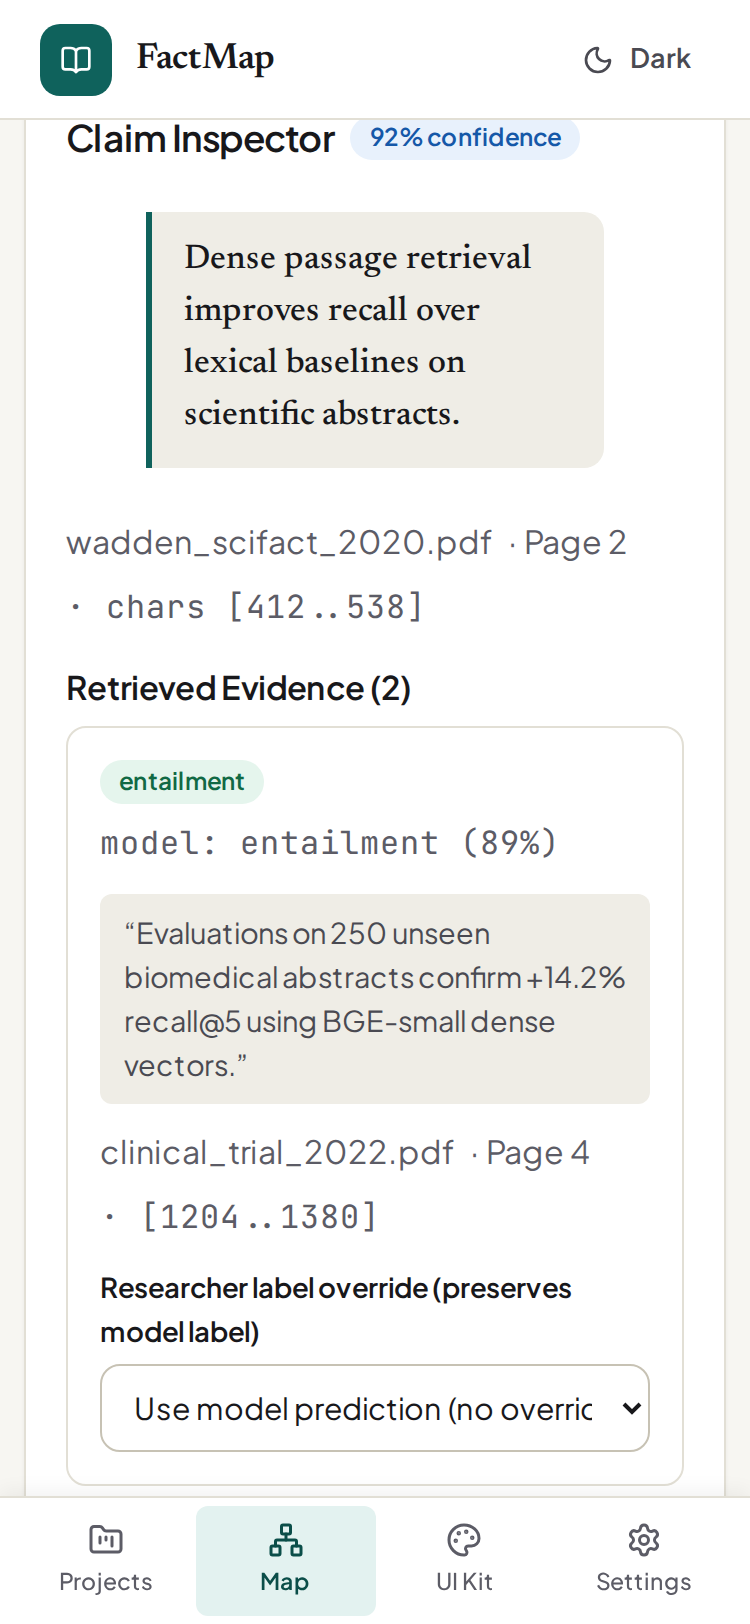 FactMap
Dark
Claim Inspector
92% confidence
Dense passage retrieval
improves recall over
lexical baselines on
scientific abstracts.
wadden_scifact_2020.pdf · Page 2
· chars [412..538]
Retrieved Evidence (2)
entailment
model: entailment (89%)
“Evaluations on 250 unseen
biomedical abstracts confirm +14.2%
recall@5 using BGE-small dense
vectors.”
clinical_trial_2022.pdf · Page 4
· [1204..1380]
Researcher label override (preserves
model label)
Use model prediction (no overric
Projects
Map
UI Kit
Settings